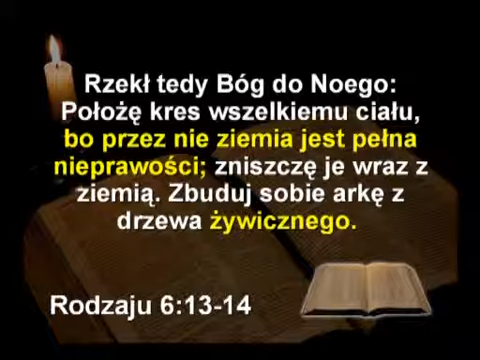 Rzekł tedy Bóg do Noego:
Położę kres wszelkiemu ciału,
bo przez nie ziemia jest pełna
nieprawości; zniszczę je wraz z
ziemią. Zbuduj sobie arkę z
drzewa żywicznego.
Rodzaju 6:13-14